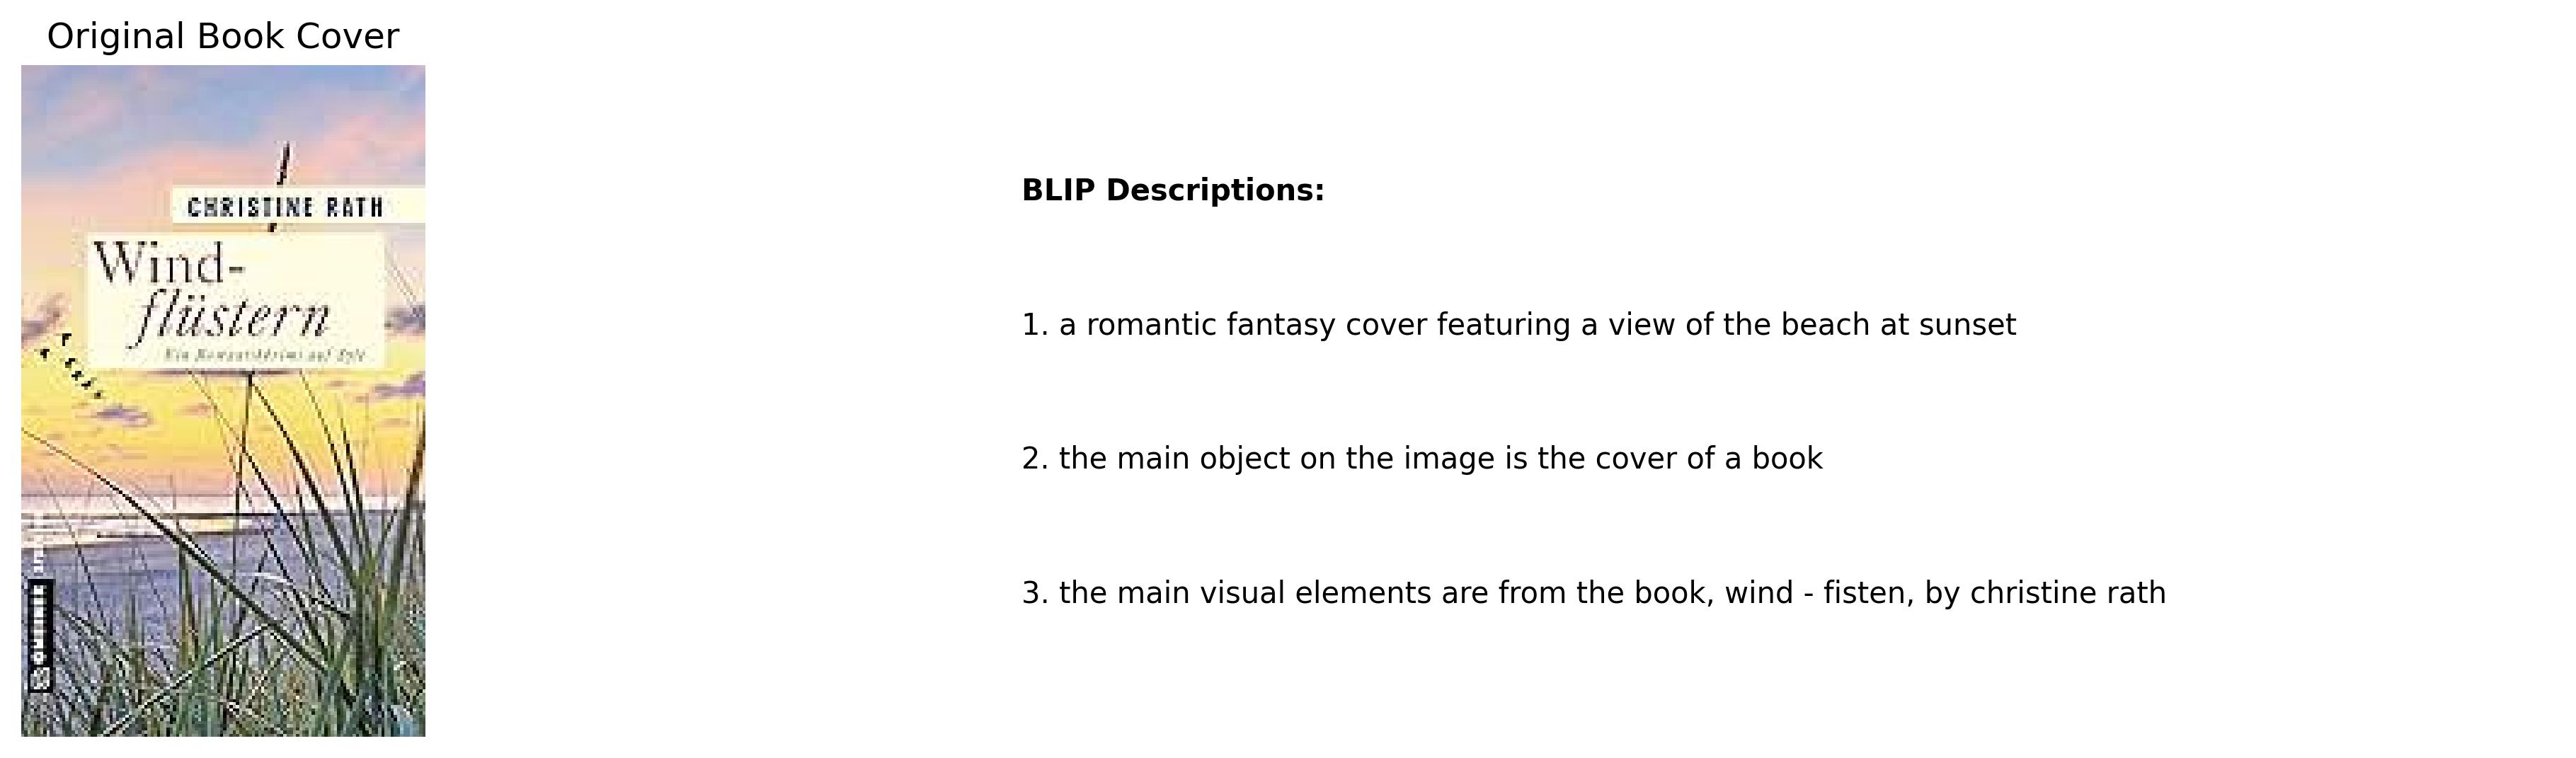 Original Book Cover
CHRISTINE RATH
Wind-
flüstern
Ein Romantikkrimi auf Sylt
GMEINER
BLIP Descriptions:
1. a romantic fantasy cover featuring a view of the beach at sunset
2. the main object on the image is the cover of a book
3. the main visual elements are from the book, wind - fisten, by christine rath